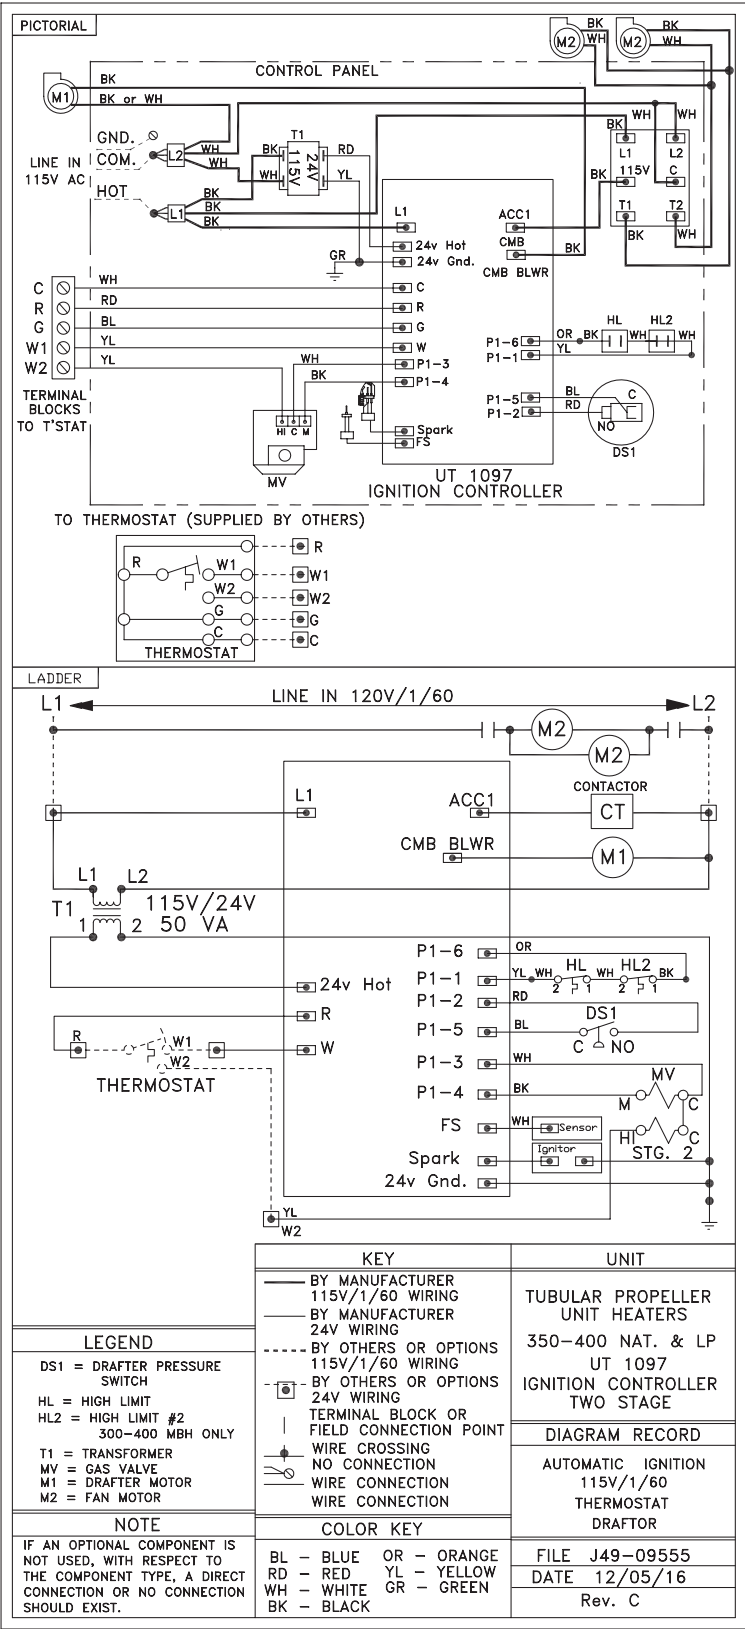 PICTORIAL
BK
BK
M2
WH
M2
WH
CONTROL PANEL
BK
M1
BK or WH
WH
WH
BK
GND.
COM.
LINE IN
115V AC
HOT
L2
WH
WH
T1
BK
WH
115V
24V
RD
YL
L1
L2
115V
C
BK
T1
T2
BK
WH
BK
BK
L1
BK
L1
ACC1
CMB
BK
CMB BLWR
24v Hot
24v Gnd.
GR
C
WH
C
R
RD
R
G
BL
G
W1
YL
W
W2
YL
WH
P1-3
BK
P1-4
P1-6
OR
BK
HL
WH
HL2
WH
P1-1
YL
P1-5
BL
C
P1-2
RD
NO
DS1
TERMINAL
BLOCKS
TO T'STAT
HI C M
MV
Spark
FS
UT 1097
IGNITION CONTROLLER
TO THERMOSTAT (SUPPLIED BY OTHERS)
R
R
W1
W1
W2
W2
G
G
C
C
THERMOSTAT
LADDER
L1
LINE IN 120V/1/60
L2
M2
M2
CONTACTOR
L1
ACC1
CT
CMB BLWR
M1
L1
L2
T1
115V/24V
50 VA
1
2
P1-6
OR
24v Hot
P1-1
YL
WH
HL
WH
HL2
BK
2
1
2
1
P1-2
RD
R
DS1
P1-5
BL
C
NO
R
W1
W
W2
THERMOSTAT
P1-3
WH
MV
P1-4
BK
M
C
FS
WH
Sensor
HI
C
Ignitor
STG. 2
Spark
24v Gnd.
YL
W2
KEY
BY MANUFACTURER
115V/1/60 WIRING
BY MANUFACTURER
24V WIRING
BY OTHERS OR OPTIONS
115V/1/60 WIRING
BY OTHERS OR OPTIONS
24V WIRING
TERMINAL BLOCK OR
FIELD CONNECTION POINT
WIRE CROSSING
NO CONNECTION
WIRE CONNECTION
WIRE CONNECTION
UNIT
TUBULAR PROPELLER
UNIT HEATERS
350-400 NAT. & LP
UT 1097
IGNITION CONTROLLER
TWO STAGE
LEGEND
DS1 = DRAFTER PRESSURE
SWITCH
HL = HIGH LIMIT
HL2 = HIGH LIMIT #2
300-400 MBH ONLY
T1 = TRANSFORMER
MV = GAS VALVE
M1 = DRAFTER MOTOR
M2 = FAN MOTOR
DIAGRAM RECORD
AUTOMATIC IGNITION
115V/1/60
THERMOSTAT
DRAFTOR
NOTE
IF AN OPTIONAL COMPONENT IS
NOT USED, WITH RESPECT TO
THE COMPONENT TYPE, A DIRECT
CONNECTION OR NO CONNECTION
SHOULD EXIST.
COLOR KEY
BL - BLUE OR - ORANGE
RD - RED YL - YELLOW
WH - WHITE GR - GREEN
BK - BLACK
FILE J49-09555
DATE 12/05/16
Rev. C